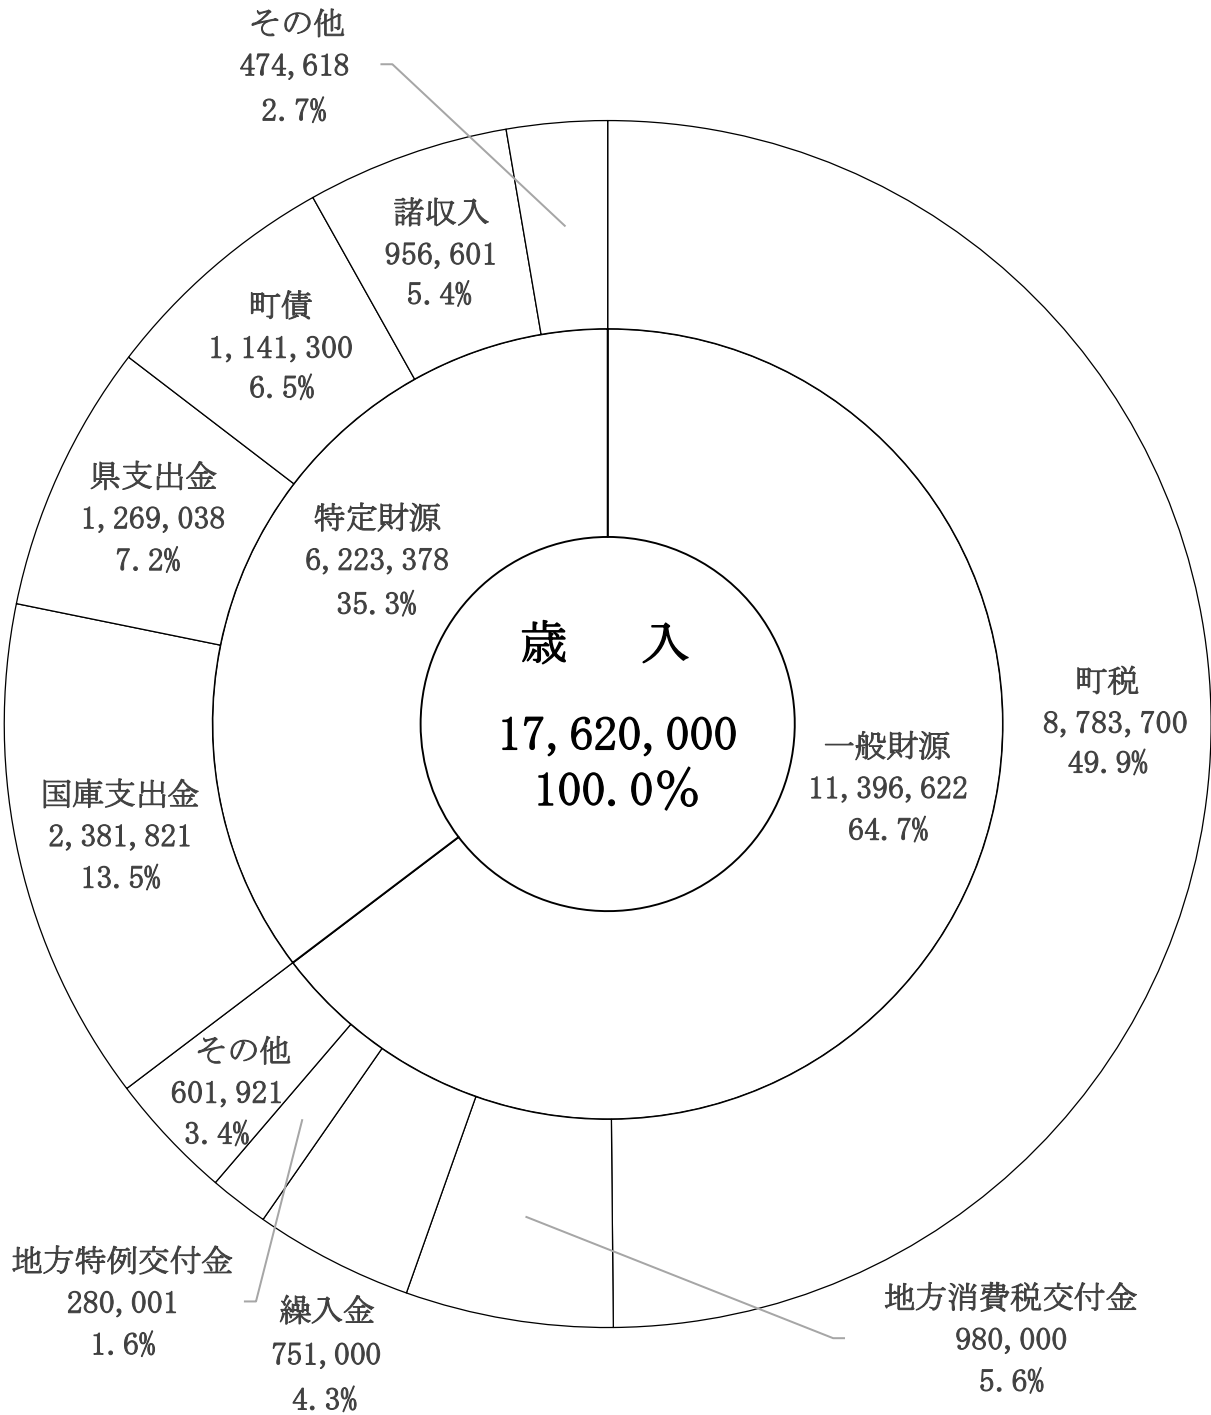 その他
474,618
2.7%
諸収入
956,601
5.4%
町債
1,141,300
6.5%
県支出金
1,269,038
7.2%
特定財源
6,223,378
35.3%
歳　入
17,620,000
100.0%
一般財源
11,396,622
64.7%
町税
8,783,700
49.9%
国庫支出金
2,381,821
13.5%
その他
601,921
3.4%
地方特例交付金
280,001
1.6%
繰入金
751,000
4.3%
地方消費税交付金
980,000
5.6%